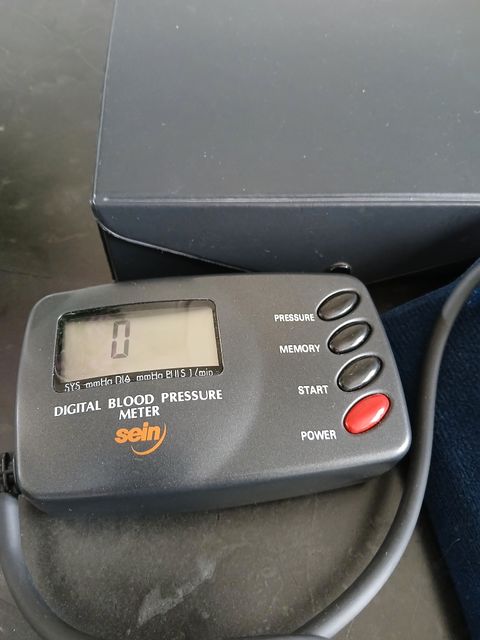 0
SYS mmHg DIA mmHg PULS 1/min
DIGITAL BLOOD PRESSURE
METER
sein
PRESSURE
MEMORY
START
POWER